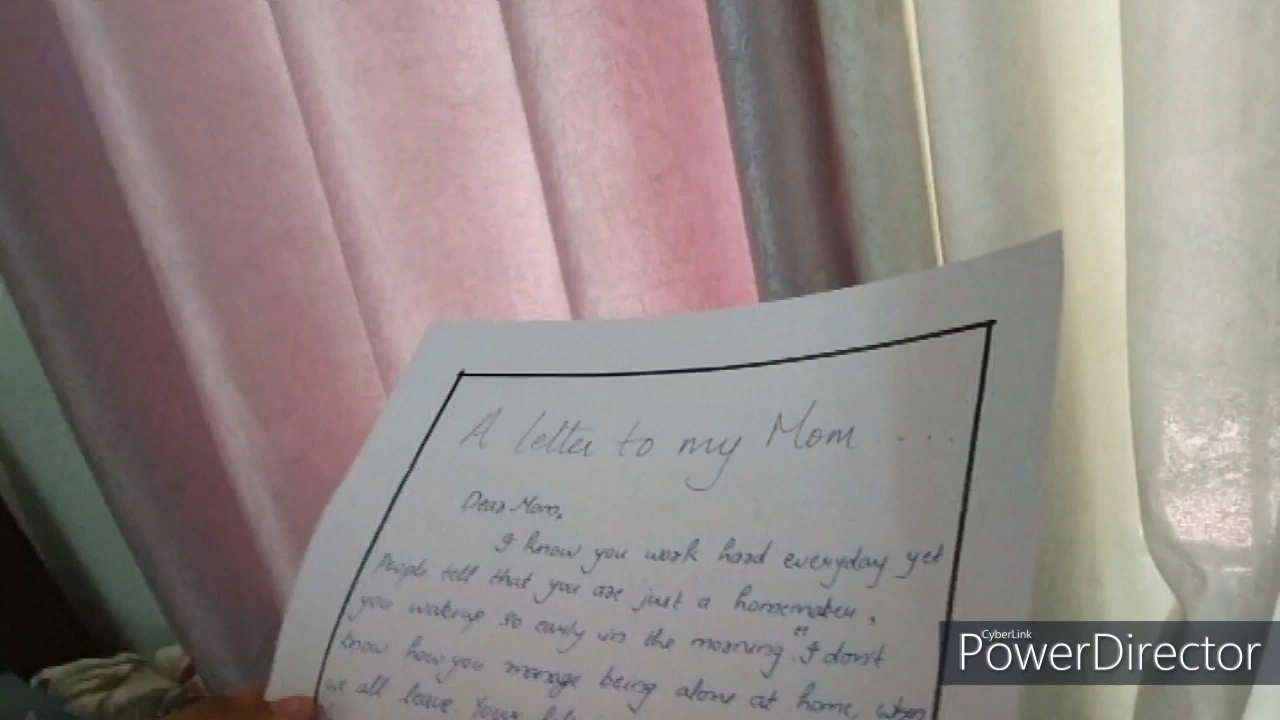 A letter to my Mom ...
Dear Mom,
I know you work hard everyday yet
People tell that you are just a homemaker,
you wakeup so early in the morning "I don't
know how you manage being alone at home, when
we all leave. Your
CyberLink
PowerDirector